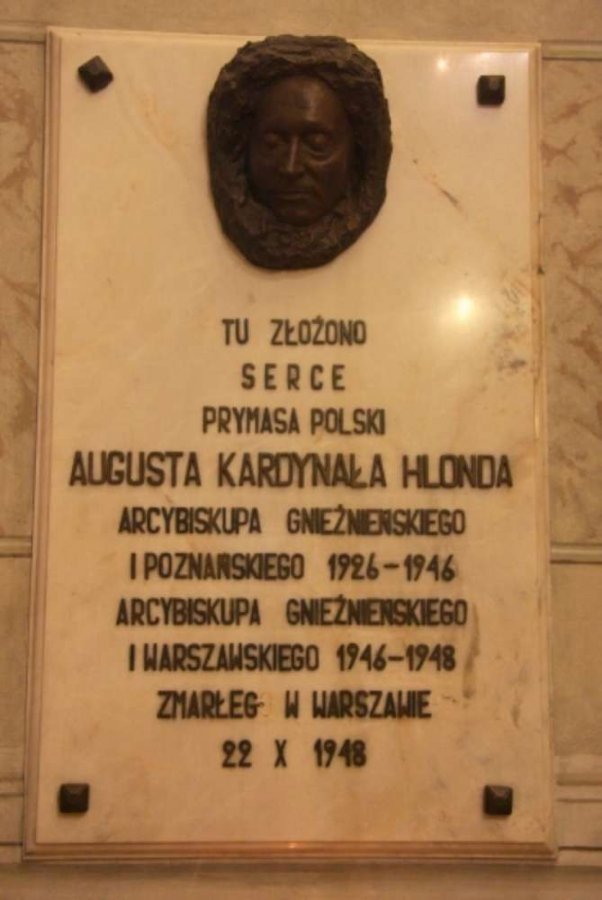 TU ZŁOŻONO
SERCE
PRYMASA POLSKI
AUGUSTA KARDYNAŁA HLONDA
ARCYBISKUPA GNIEŹNIEŃSKIEGO
I POZNAŃSKIEGO 1926-1946
ARCYBISKUPA GNIEŹNIEŃSKIEGO
I WARSZAWSKIEGO 1946-1948
ZMARŁEG W WARSZAWIE
22 X 1948